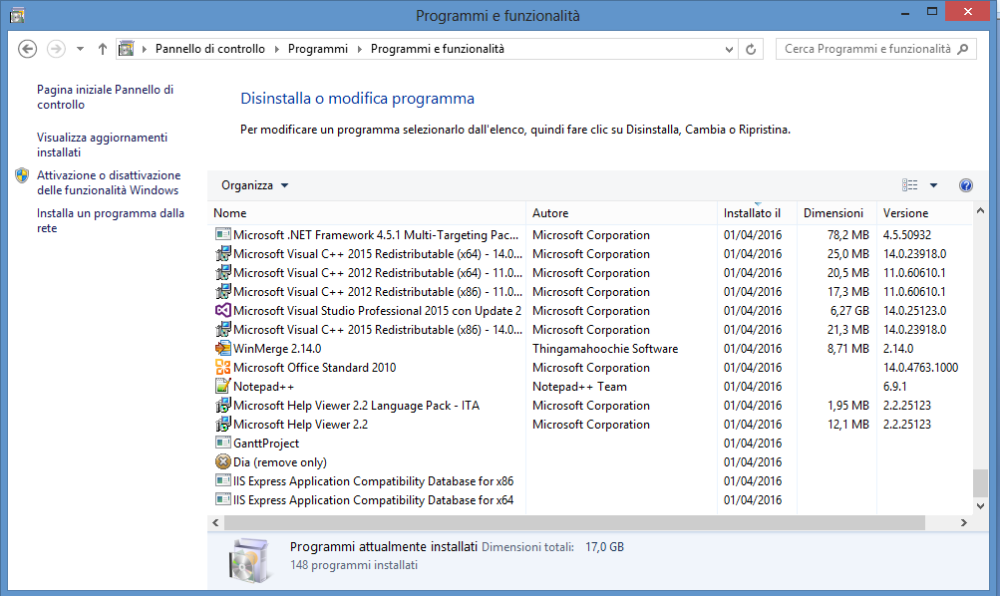 Programmi e funzionalità
Pannello di controllo Programmi Programmi e funzionalità
Cerca Programmi e funzionalità
Pagina iniziale Pannello di
controllo
Visualizza aggiornamenti
installati
Attivazione o disattivazione
delle funzionalità Windows
Installa un programma dalla
rete
Disinstalla o modifica programma
Per modificare un programma selezionarlo dall'elenco, quindi fare clic su Disinstalla, Cambia o Ripristina.
Organizza
Nome Autore Installato il Dimensioni Versione
Microsoft .NET Framework 4.5.1 Multi-Targeting Pac... Microsoft Corporation 01/04/2016 78,2 MB 4.5.50932
Microsoft Visual C++ 2015 Redistributable (x64) - 14.0... Microsoft Corporation 01/04/2016 25,0 MB 14.0.23918.0
Microsoft Visual C++ 2012 Redistributable (x64) - 11.0... Microsoft Corporation 01/04/2016 20,5 MB 11.0.60610.1
Microsoft Visual C++ 2012 Redistributable (x86) - 11.0... Microsoft Corporation 01/04/2016 17,3 MB 11.0.60610.1
Microsoft Visual Studio Professional 2015 con Update 2 Microsoft Corporation 01/04/2016 6,27 GB 14.0.25123.0
Microsoft Visual C++ 2015 Redistributable (x86) - 14.0... Microsoft Corporation 01/04/2016 21,3 MB 14.0.23918.0
WinMerge 2.14.0 Thingamahoochie Software 01/04/2016 8,71 MB 2.14.0
Microsoft Office Standard 2010 Microsoft Corporation 01/04/2016 14.0.4763.1000
Notepad++ Notepad++ Team 01/04/2016 6.9.1
Microsoft Help Viewer 2.2 Language Pack - ITA Microsoft Corporation 01/04/2016 1,95 MB 2.2.25123
Microsoft Help Viewer 2.2 Microsoft Corporation 01/04/2016 12,1 MB 2.2.25123
GanttProject 01/04/2016
Dia (remove only) 01/04/2016
IIS Express Application Compatibility Database for x86 01/04/2016
IIS Express Application Compatibility Database for x64 01/04/2016
Programmi attualmente installati Dimensioni totali: 17,0 GB
148 programmi installati